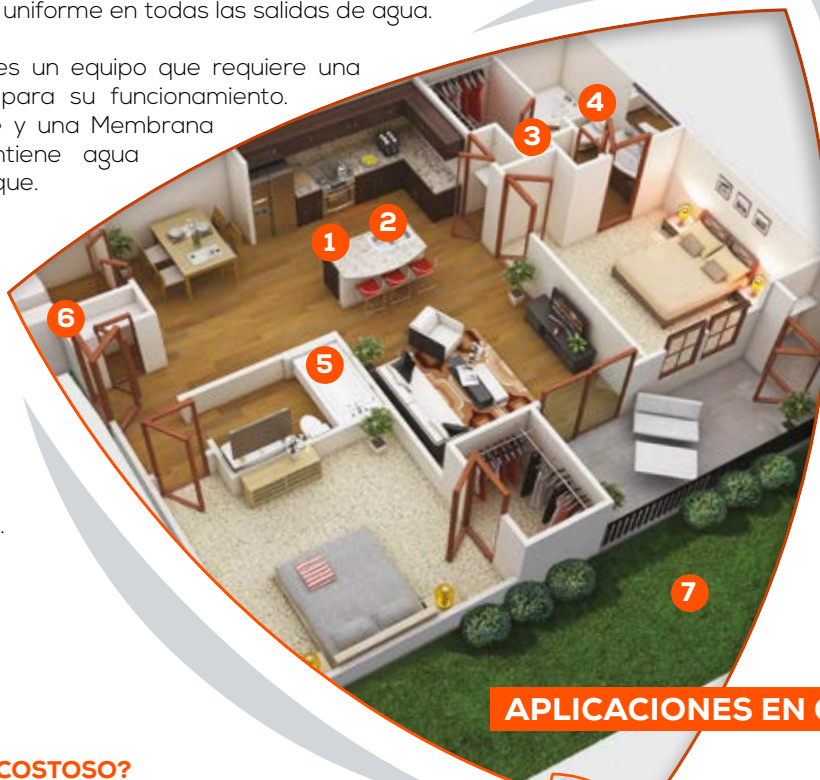 uniforme en todas las salidas de agua.
es un equipo que requiere una
para su funcionamiento.
y una Membrana
agua
que.
3
4
1
2
6
5
.
7
APLICACIONES EN
COSTOSO?